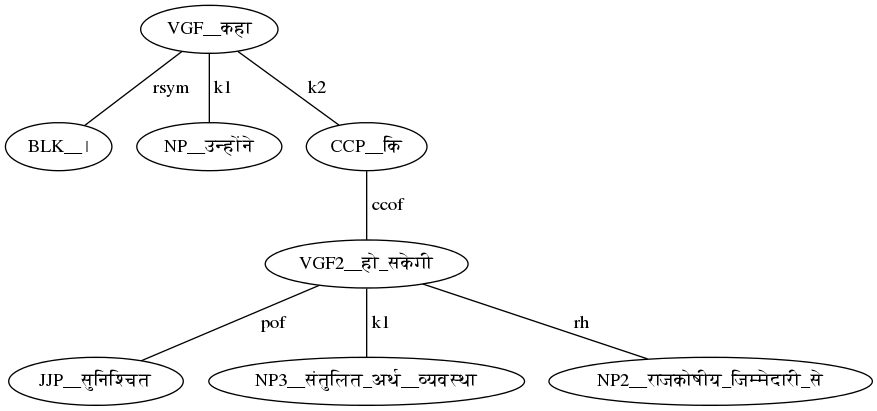 VGF__कहा
rsym k1 k2
BLK__। NP__उन्होंने CCP__कि
ccof
VGF2__हो_सकेगी
pof k1 rh
JJP__सुनिश्चित NP3__संतुलित_अर्थ__व्यवस्था NP2__राजकोषीय_जिम्मेदारी_से